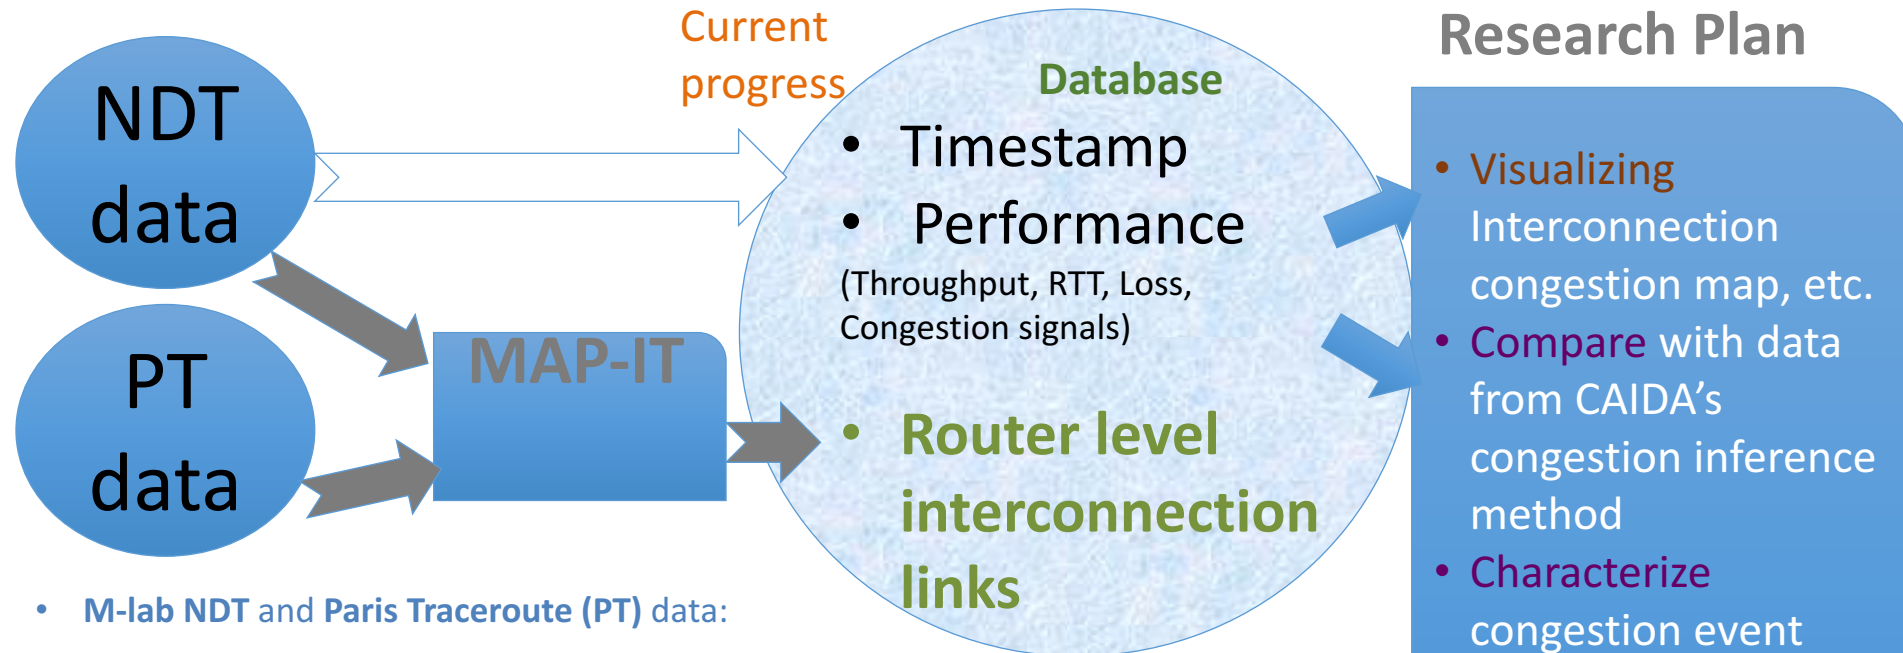 NDT
data
PT
data
• M-lab NDT and Paris Traceroute (PT) data:
MAP-IT
Current
progress
Database
• Timestamp
• Performance
(Throughput, RTT, Loss,
Congestion signals)
• Router level
interconnection
links
Research Plan
• Visualizing
Interconnection
congestion map, etc.
• Compare with data
from CAIDA’s
congestion inference
method
• Characterize
congestion event